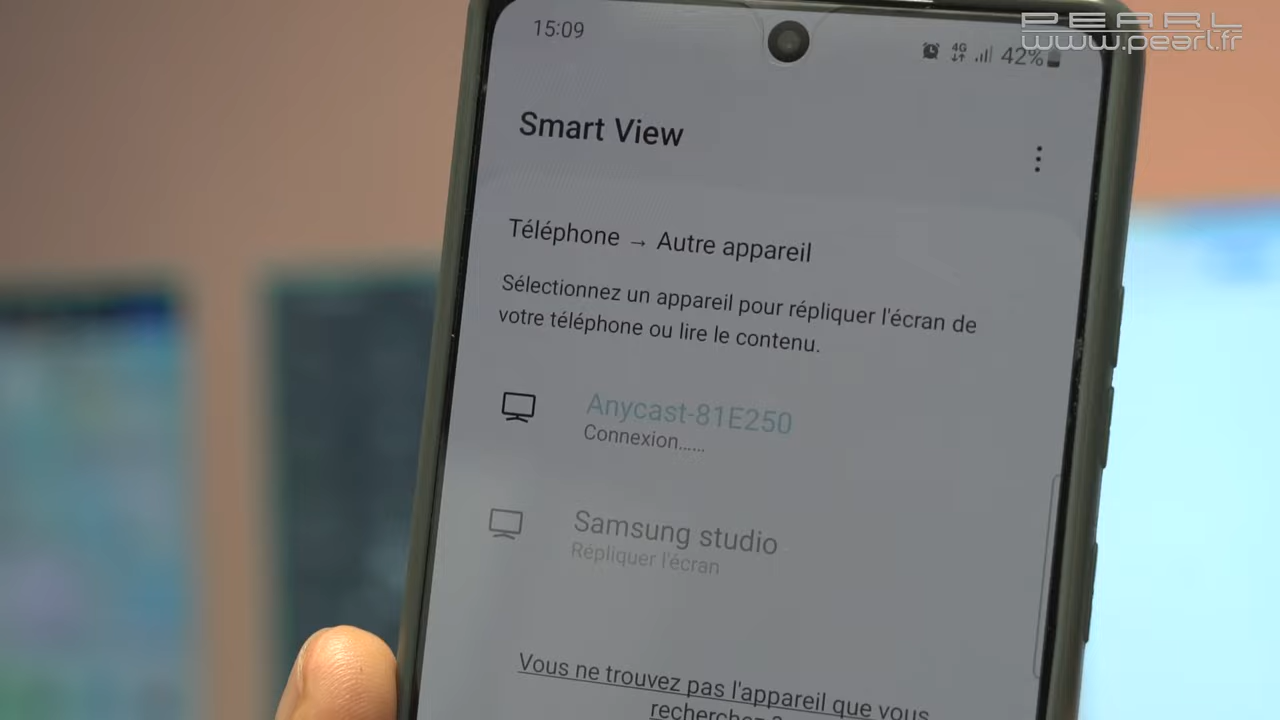 PEARL
www.pearl.fr
15:09
4G
42%
Smart View
Téléphone → Autre appareil
Sélectionnez un appareil pour répliquer l'écran de
votre téléphone ou lire le contenu.
Anycast-81E250
Connexion......
Samsung studio
Répliquer l'écran
Vous ne trouvez pas l'appareil que vous
recherchez ?